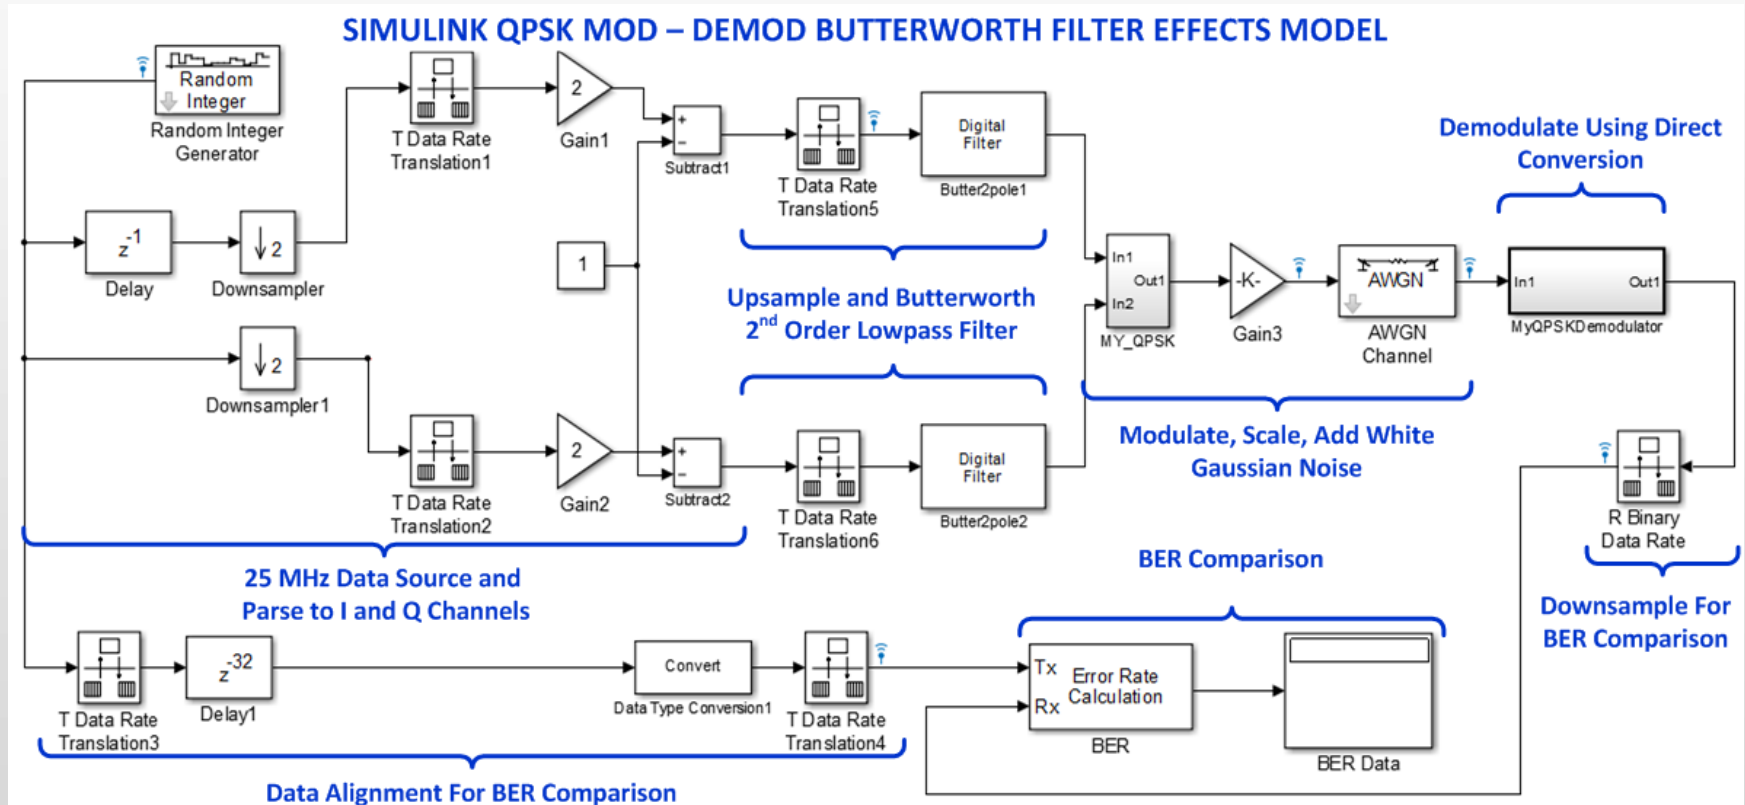 SIMULINK QPSK MOD – DEMOD BUTTERWORTH FILTER EFFECTS MODEL
Random
Integer
Random Integer
Generator
T Data Rate
Translation1
2
Gain1
+
−
Subtract1
T Data Rate
Translation5
Digital
Filter
Butter2pole1
Demodulate Using Direct
Conversion
z-1
Delay
2
Downsampler
1
Upsample and Butterworth
2nd Order Lowpass Filter
In1
In2
Out1
MY_QPSK
-K-
Gain3
AWGN
AWGN
Channel
In1
Out1
MyQPSKDemodulator
2
Downsampler1
T Data Rate
Translation2
2
Gain2
+
−
Subtract2
T Data Rate
Translation6
Digital
Filter
Butter2pole2
Modulate, Scale, Add White
Gaussian Noise
R Binary
Data Rate
25 MHz Data Source and
Parse to I and Q Channels
BER Comparison
Downsample For
BER Comparison
T Data Rate
Translation3
z-32
Delay1
Convert
Data Type Conversion1
T Data Rate
Translation4
Tx
Rx
Error Rate
Calculation
BER
BER Data
Data Alignment For BER Comparison